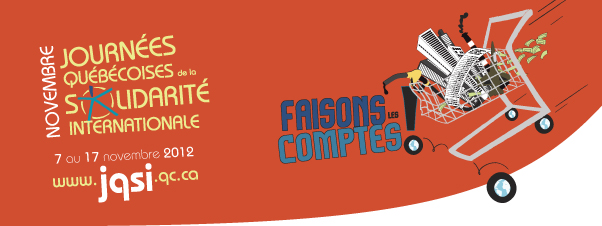 NOVEMBRE
JOURNÉES
QUÉBÉCOISES de la
SOLIDARITÉ
INTERNATIONALE
7 au 17 novembre 2012
www.jqsi.qc.ca
FAISONS LES
COMPTES